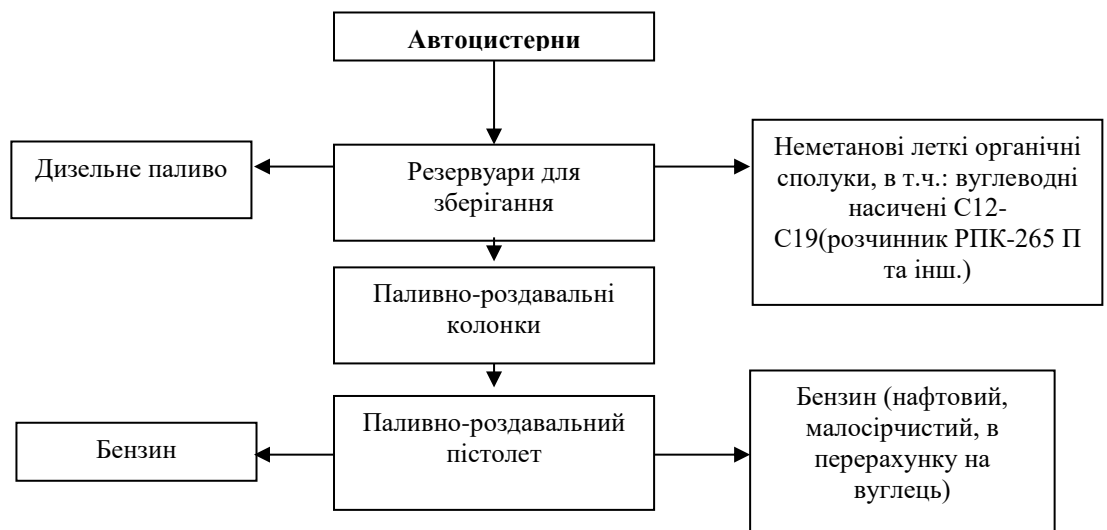 Автоцистерни
Дизельне паливо
Резервуари для
зберігання
Неметанові леткі органічні
сполуки, в т.ч.: вуглеводні
насичені С12-
С19(розчинник РПК-265 П
та інш.)
Паливно-роздавальні
колонки
Бензин
Паливно-роздавальний
пістолет
Бензин (нафтовий,
малосірчистий, в
перерахунку на
вуглець)